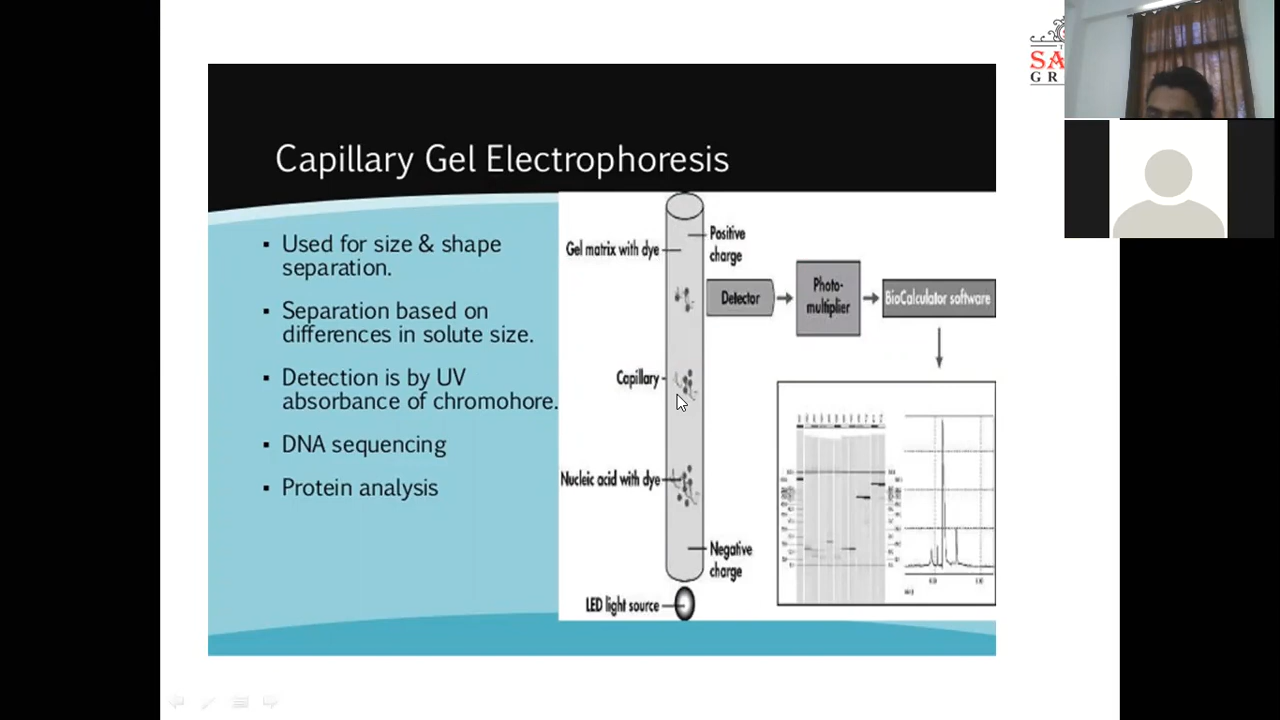 SA
GR
Capillary Gel Electrophoresis
▪ Used for size & shape
separation.
▪ Separation based on
differences in solute size.
▪ Detection is by UV
absorbance of chromohore.
▪ DNA sequencing
▪ Protein analysis
Gel matrix with dye
Positive
charge
Detector
Photo-
multiplier
BioCalculator software
Capillary
Nucleic acid with dye
Negative
charge
LED light source